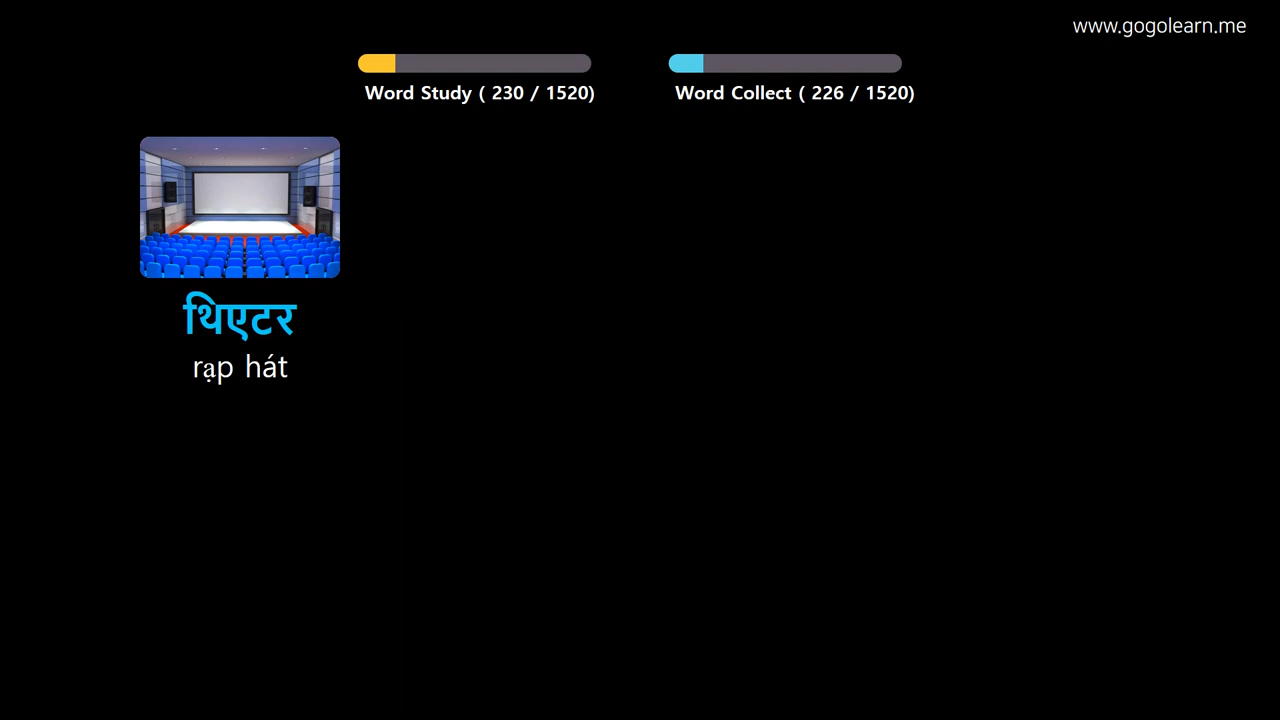 www.gogolearn.me
Word Study ( 230 / 1520)
Word Collect ( 226 / 1520)
थिएटर
rạp hát